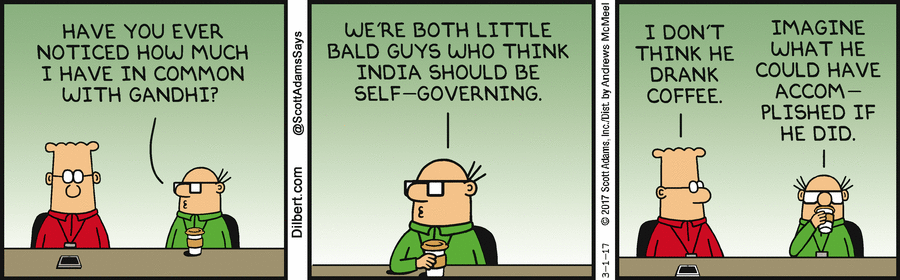 HAVE YOU EVER
NOTICED HOW MUCH
I HAVE IN COMMON
WITH GANDHI?
Dilbert.com @ScottAdamsSays
WE'RE BOTH LITTLE
BALD GUYS WHO THINK
INDIA SHOULD BE
SELF-GOVERNING.
3-1-17 © 2017 Scott Adams, Inc./Dist. by Andrews McMeel
I DON'T
THINK HE
DRANK
COFFEE.
IMAGINE
WHAT HE
COULD HAVE
ACCOM-
PLISHED IF
HE DID.